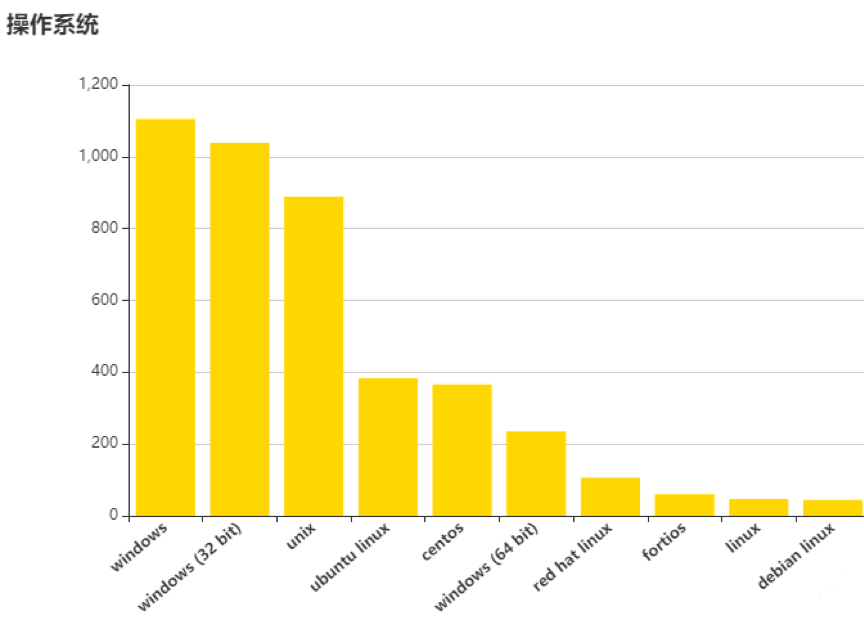 操作系统
1,200
1,000
800
600
400
200
0
windows
windows (32 bit)
unix
ubuntu linux
centos
windows (64 bit)
red hat linux
fortios
linux
debian linux